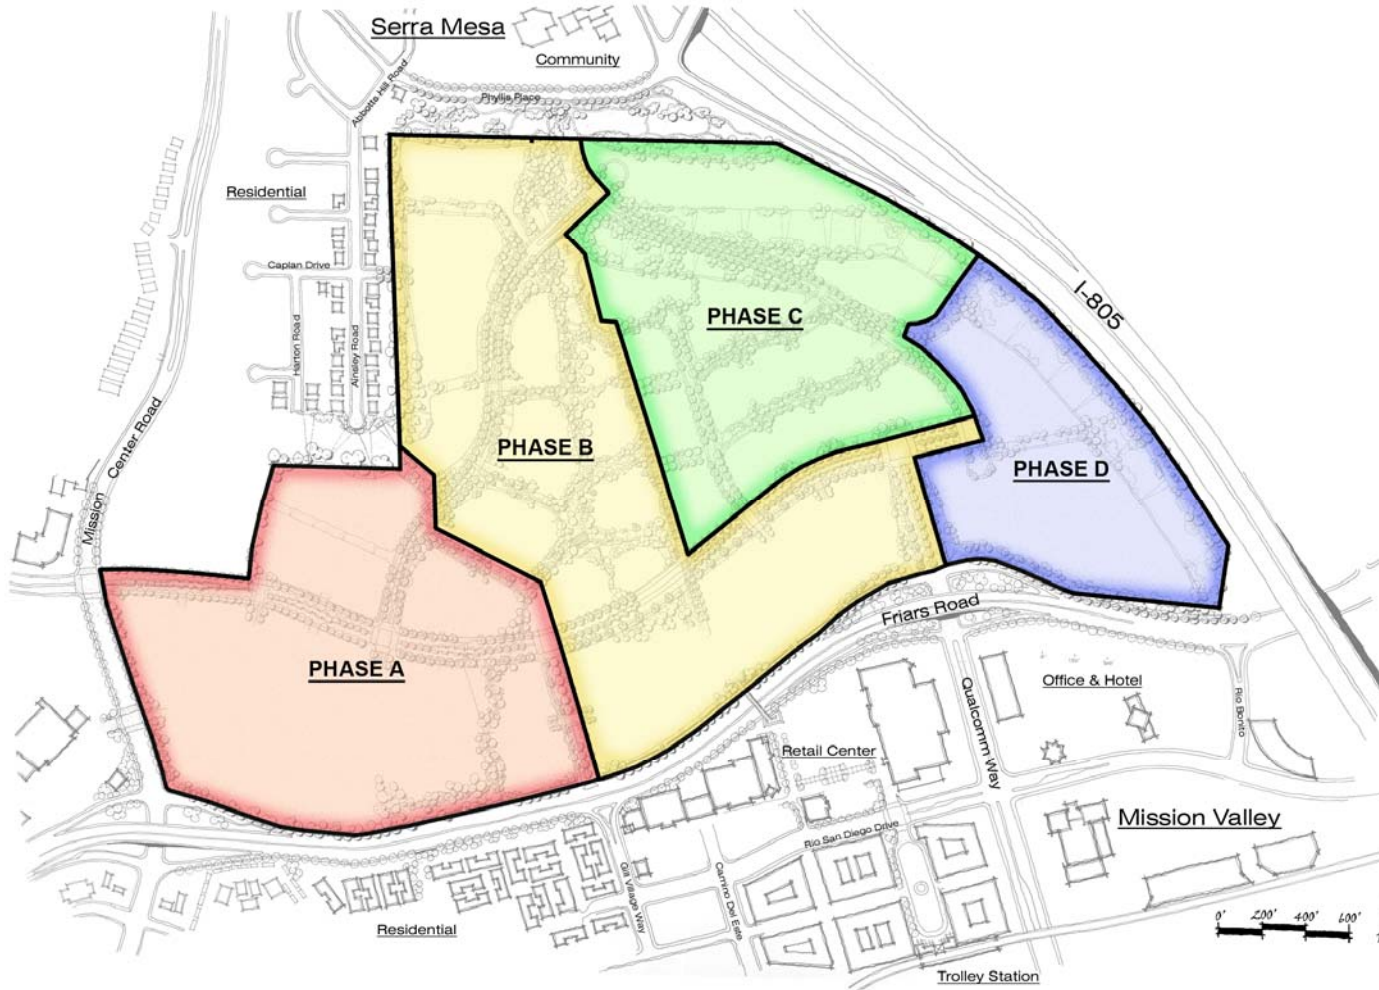 Serra Mesa
Community
Abbotts Hill Road
Phyllis Place
Residential
Caplan Drive
Harton Road
Ainsley Road
I-805
PHASE C
Mission Center Road
PHASE B
PHASE D
Friars Road
PHASE A
Qualcomm Way
Office & Hotel
Rio Bonito
Retail Center
Mission Valley
Rio San Diego Drive
Gill Village Way
Camino Del Este
Residential
0' 200' 400' 600'
Trolley Station